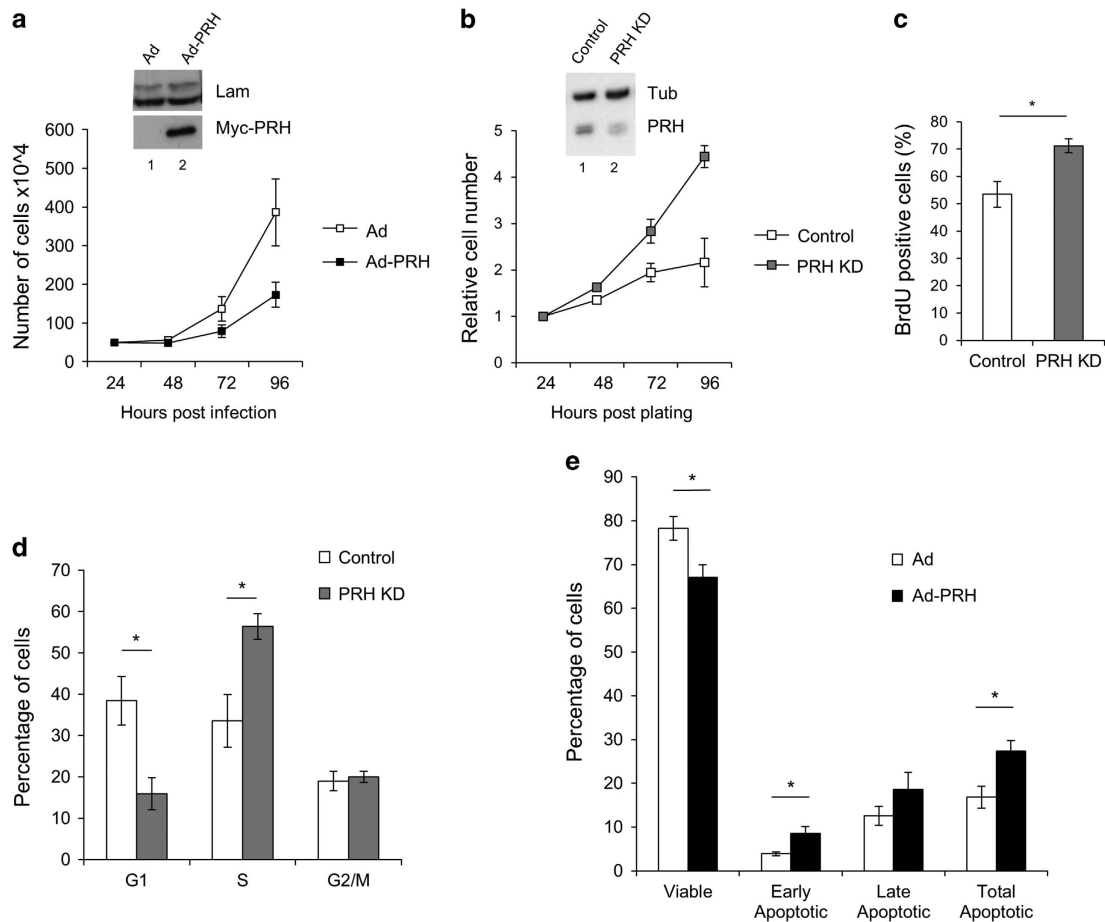 a
Ad
Ad-PRH
Lam
Myc-PRH
1 2
Number of cells x10^4
600
500
400
300
200
100
0
24 48 72 96
Hours post infection
Ad
Ad-PRH
b
Control
PRH KD
Tub
PRH
1 2
Relative cell number
5
4
3
2
1
0
24 48 72 96
Hours post plating
Control
PRH KD
c
*
BrdU positive cells (%)
80
70
60
50
40
30
20
10
0
Control PRH KD
d
Control
PRH KD
* *
Percentage of cells
70
60
50
40
30
20
10
0
G1 S G2/M
e
Ad
Ad-PRH
* * *
Percentage of cells
90
80
70
60
50
40
30
20
10
0
Viable Early Apoptotic Late Apoptotic Total Apoptotic